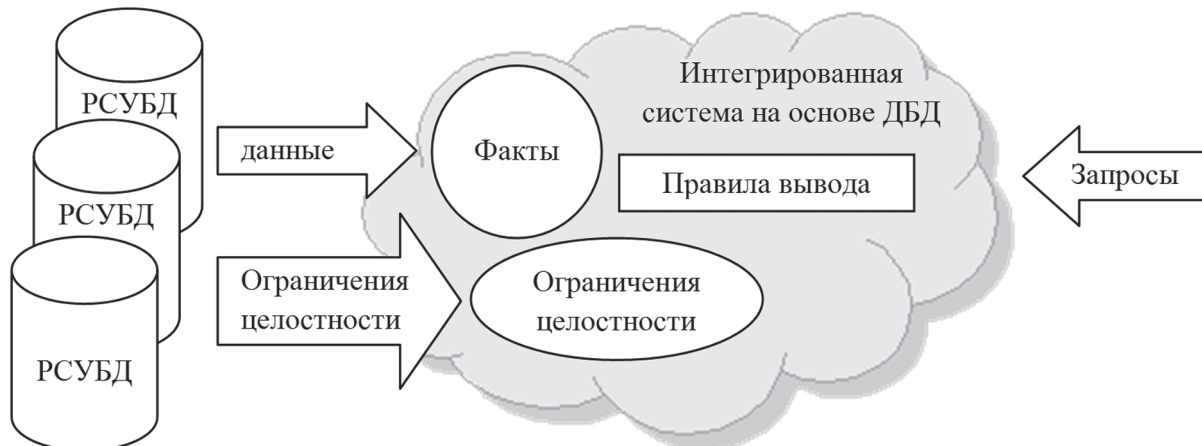 РСУБД
РСУБД
РСУБД
данные
Ограничения
целостности
Факты
Интегрированная
система на основе ДБД
Правила вывода
Ограничения
целостности
Запросы